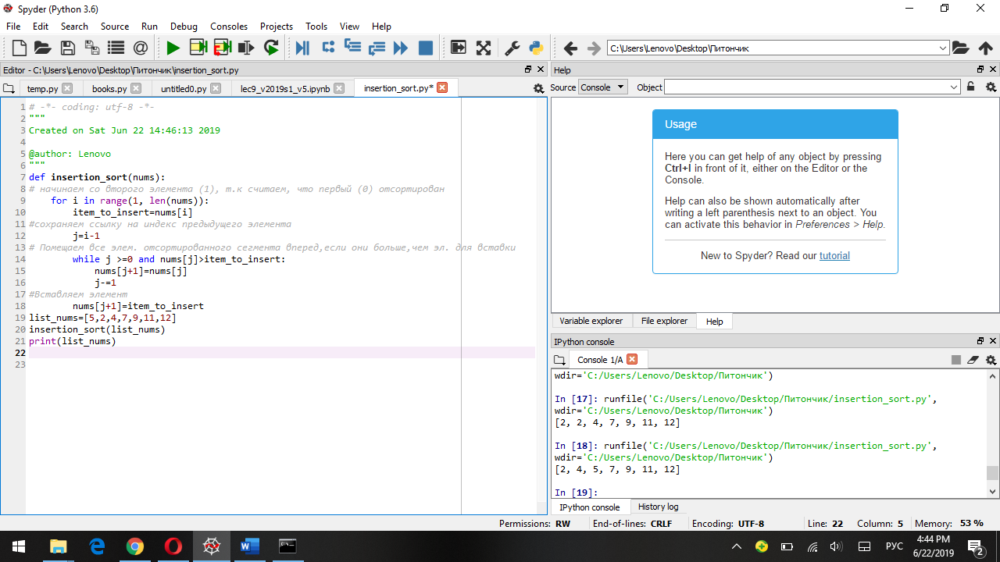 Spyder (Python 3.6)
File Edit Search Source Run Debug Consoles Projects Tools View Help
C:\Users\Lenovo\Desktop\Питончик
Editor - C:\Users\Lenovo\Desktop\Питончик\insertion_sort.py
temp.py books.py untitled0.py lec9_v2019s1_v5.ipynb insertion_sort.py*
1 # -*- coding: utf-8 -*-
2 """
3 Created on Sat Jun 22 14:46:13 2019
4
5 @author: Lenovo
6 """
7 def insertion_sort(nums):
8 # начинаем со второго элемента (1), т.к считаем, что первый (0) отсортирован
9     for i in range(1, len(nums)):
10         item_to_insert=nums[i]
11 #сохраняем ссылку на индекс предыдущего элемента
12         j=i-1
13 # Помещаем все элем. отсортированного сегмента вперед,если они больше,чем эл. для вставки
14         while j >=0 and nums[j]>item_to_insert:
15             nums[j+1]=nums[j]
16             j-=1
17 #Вставляем элемент
18         nums[j+1]=item_to_insert
19 list_nums=[5,2,4,7,9,11,12]
20 insertion_sort(list_nums)
21 print(list_nums)
22
23
Help
Source Console Object
Usage
Here you can get help of any object by pressing
Ctrl+I in front of it, either on the Editor or the
Console.
Help can also be shown automatically after
writing a left parenthesis next to an object. You
can activate this behavior in Preferences > Help.
New to Spyder? Read our tutorial
Variable explorer File explorer Help
IPython console
Console 1/A
wdir='C:/Users/Lenovo/Desktop/Питончик')
In [17]: runfile('C:/Users/Lenovo/Desktop/Питончик/insertion_sort.py',
wdir='C:/Users/Lenovo/Desktop/Питончик')
[2, 2, 4, 7, 9, 11, 12]
In [18]: runfile('C:/Users/Lenovo/Desktop/Питончик/insertion_sort.py',
wdir='C:/Users/Lenovo/Desktop/Питончик')
[2, 4, 5, 7, 9, 11, 12]
In [19]:
IPython console History log
Permissions: RW End-of-lines: CRLF Encoding: UTF-8 Line: 22 Column: 5 Memory: 53 %
РУС
4:44 PM
6/22/2019
2